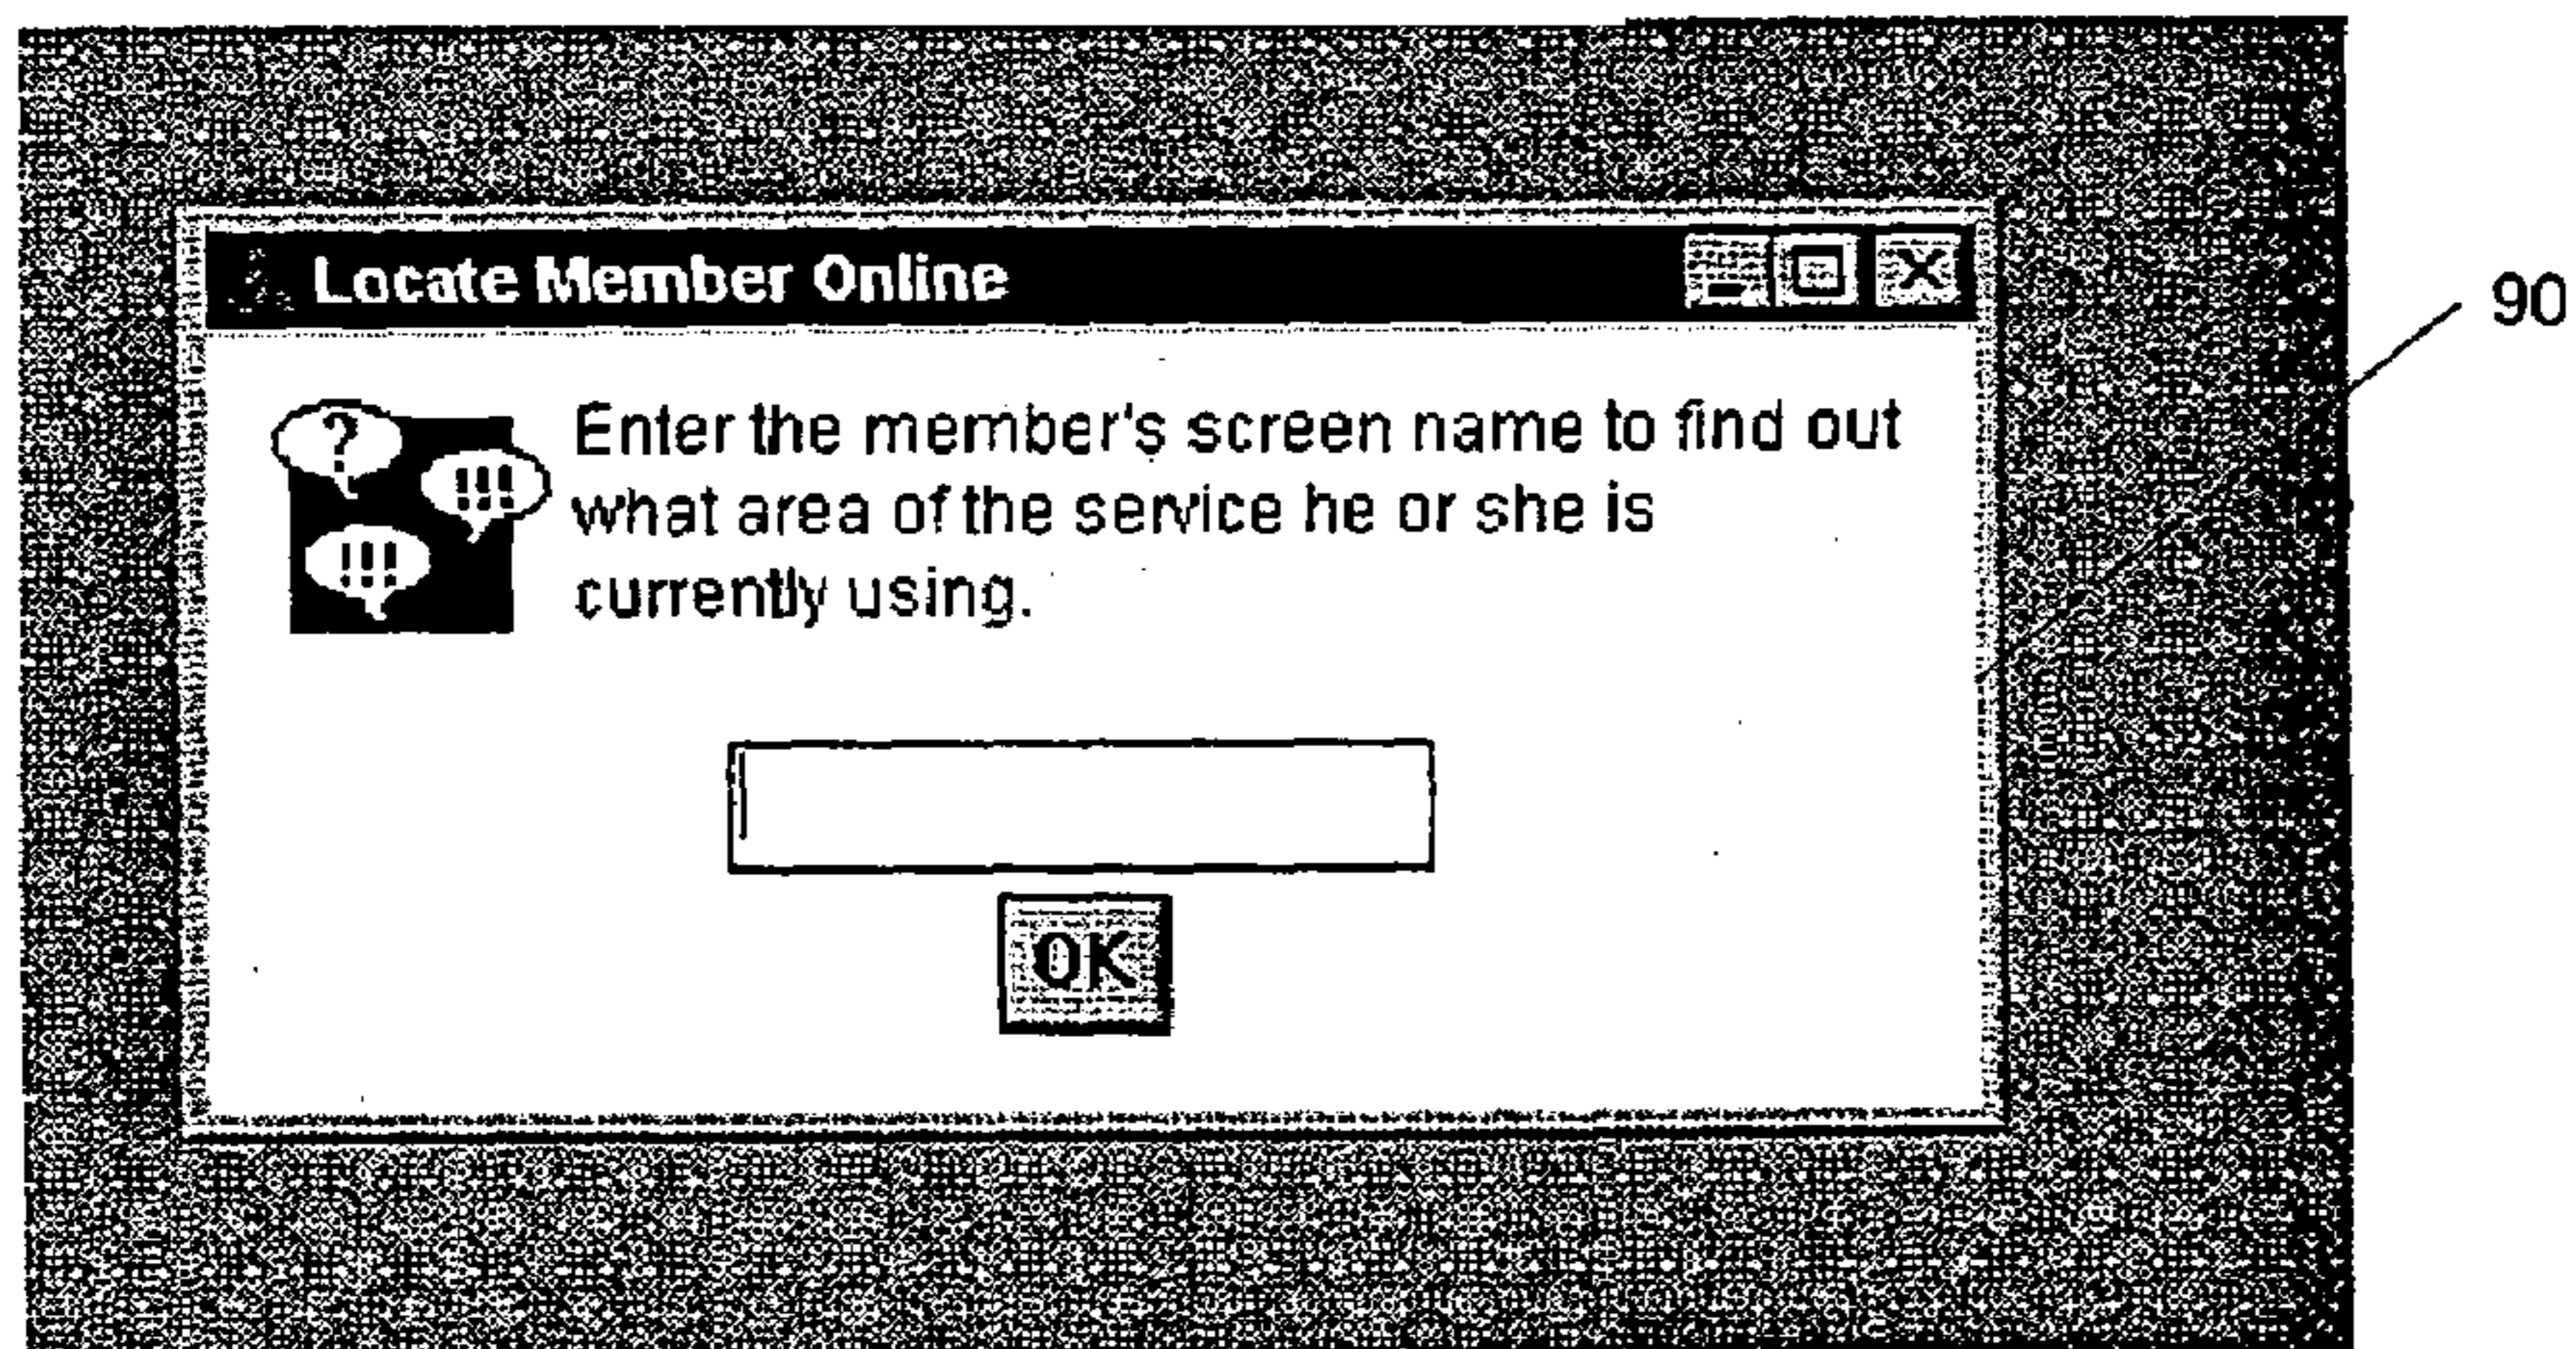 Locate Member Online
90
?
!!!
!!!
Enter the member's screen name to find out
what area of the service he or she is
currently using.
OK